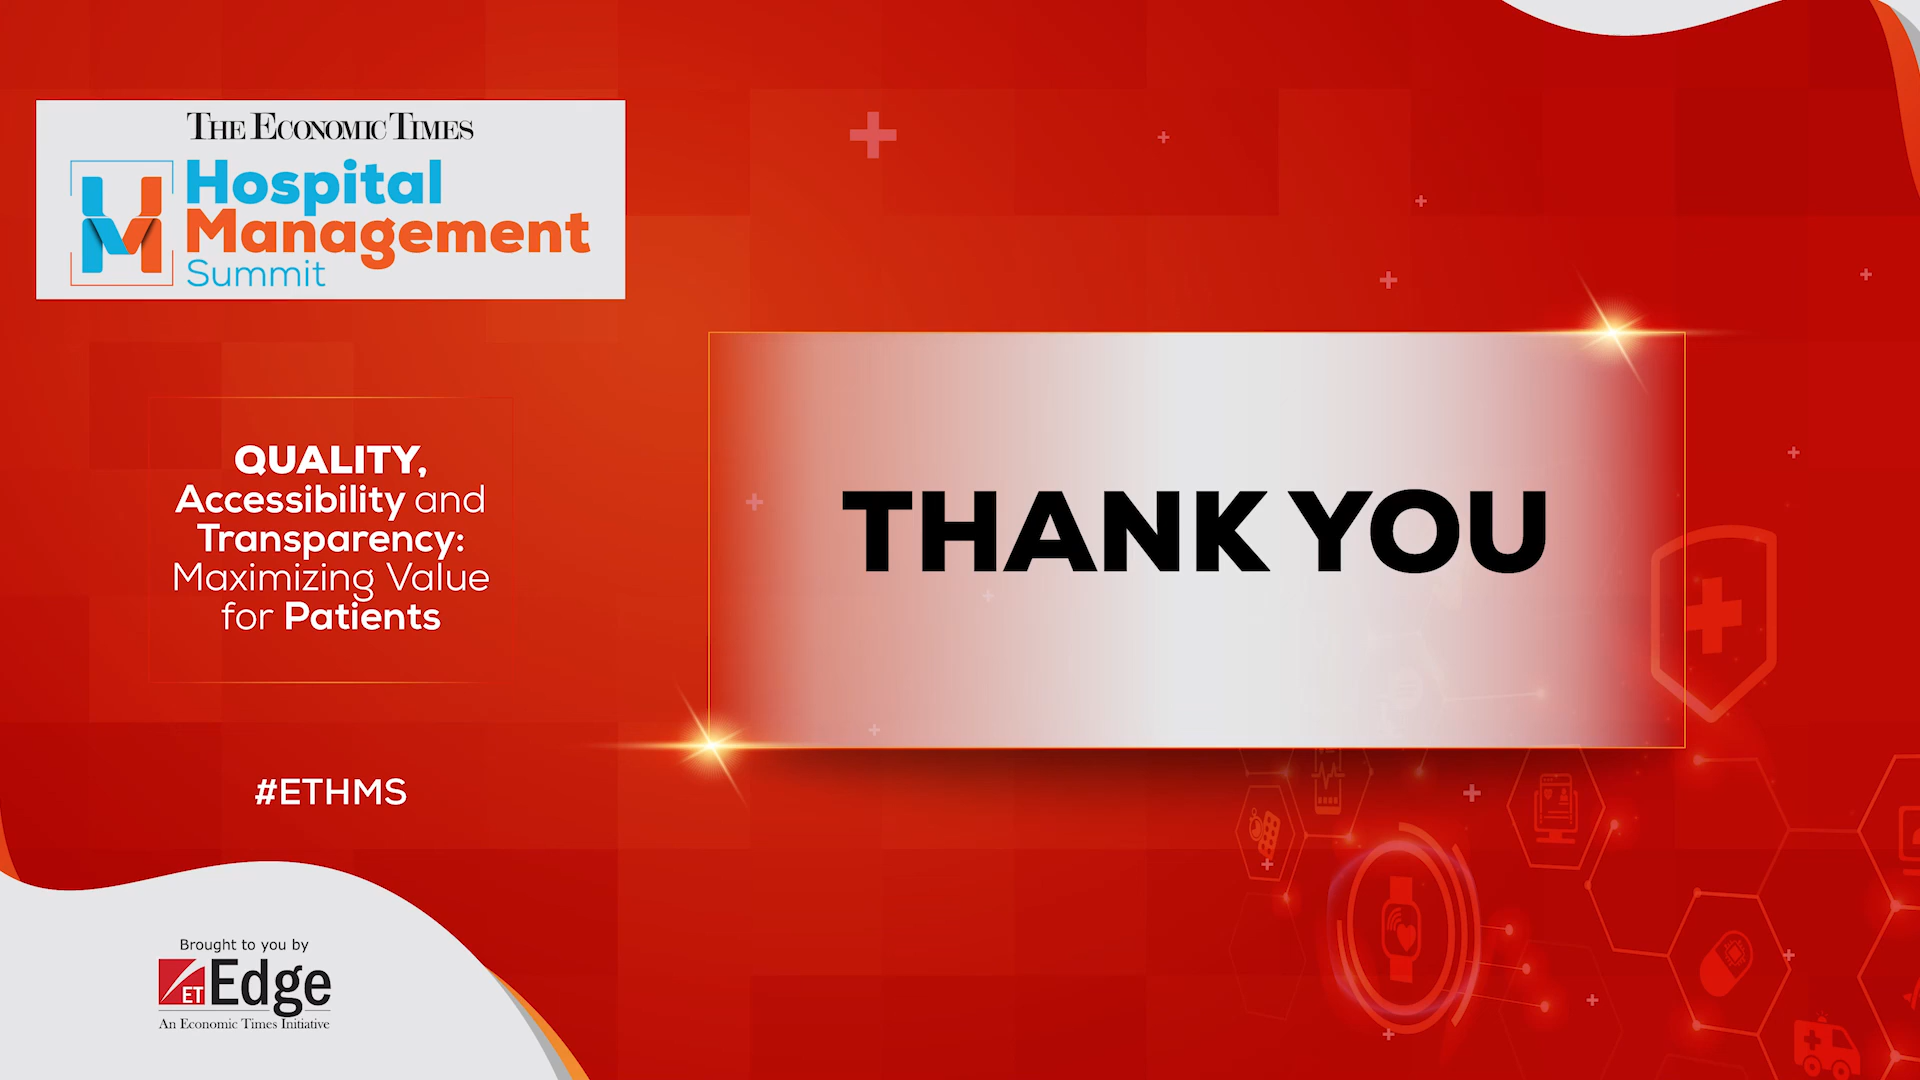 THE ECONOMIC TIMES
Hospital
Management
Summit
QUALITY,
Accessibility and
Transparency:
Maximizing Value
for Patients
#ETHMS
THANK YOU
Brought to you by
ET Edge
An Economic Times Initiative